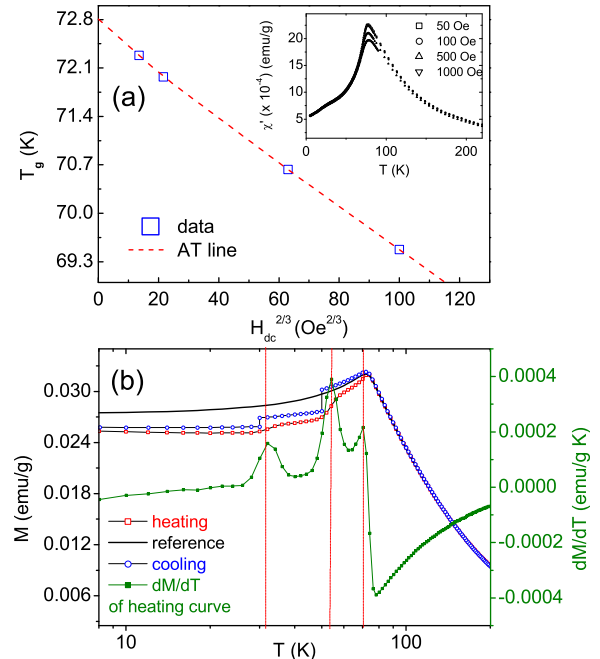 72.8
72.1
71.4
70.7
70.0
69.3
T_g (K)
(a)
data
AT line
0 20 40 60 80 100 120
H_dc^2/3 (Oe^2/3)
20
15
10
5
χ' (x 10^-4) (emu/g)
50 Oe
100 Oe
500 Oe
1000 Oe
0 100 200
T (K)
(b)
0.030
0.024
0.018
0.012
0.006
M (emu/g)
heating
reference
cooling
dM/dT
of heating curve
0.0004
0.0002
0.0000
-0.0002
-0.0004
dM/dT (emu/g K)
10 100
T (K)